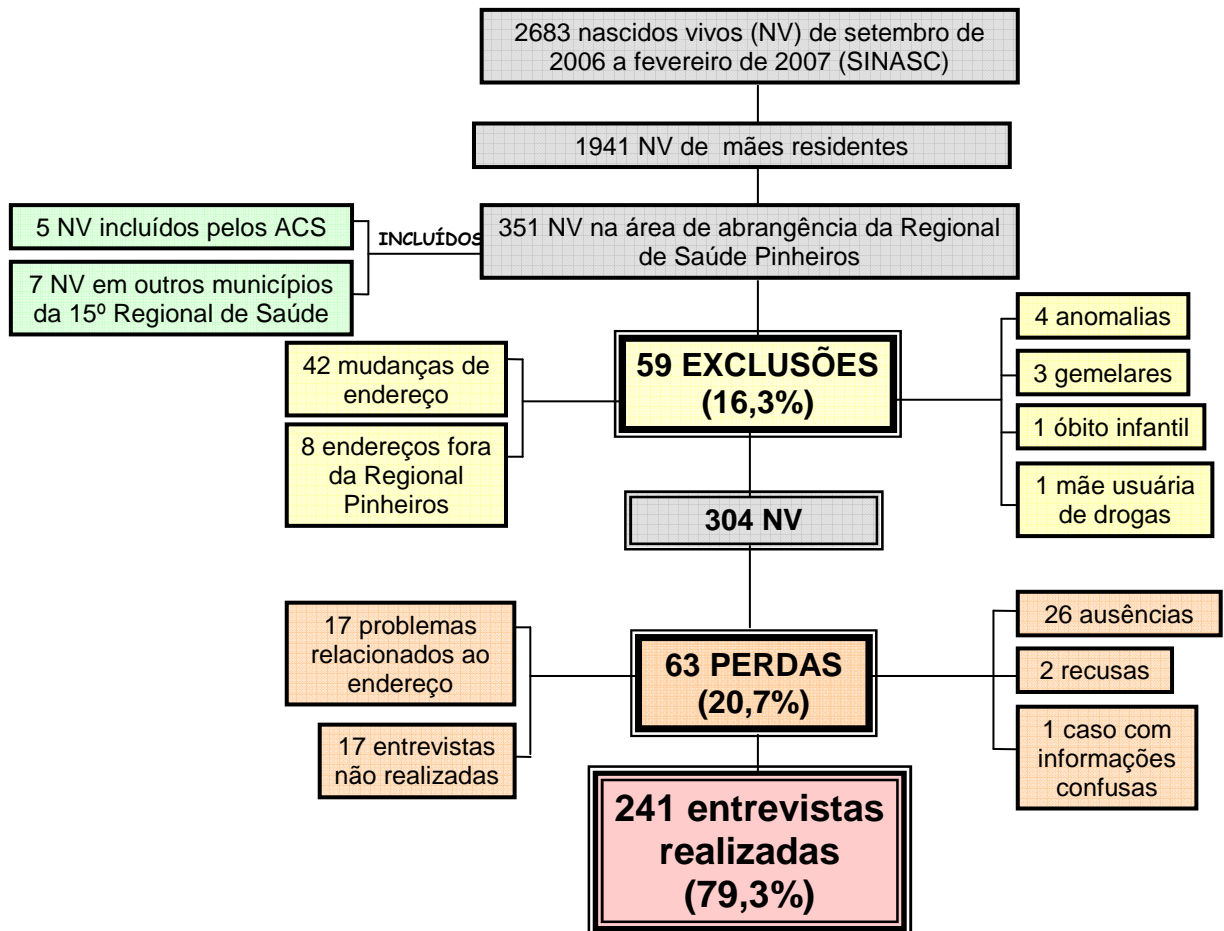 2683 nascidos vivos (NV) de setembro de
2006 a fevereiro de 2007 (SINASC)
1941 NV de mães residentes
5 NV incluídos pelos ACS
7 NV em outros municípios
da 15º Regional de Saúde
INCLUÍDOS
351 NV na área de abrangência da Regional
de Saúde Pinheiros
42 mudanças de
endereço
8 endereços fora
da Regional
Pinheiros
59 EXCLUSÕES
(16,3%)
4 anomalias
3 gemelares
1 óbito infantil
1 mãe usuária
de drogas
304 NV
17 problemas
relacionados ao
endereço
17 entrevistas
não realizadas
63 PERDAS
(20,7%)
26 ausências
2 recusas
1 caso com
informações
confusas
241 entrevistas
realizadas
(79,3%)